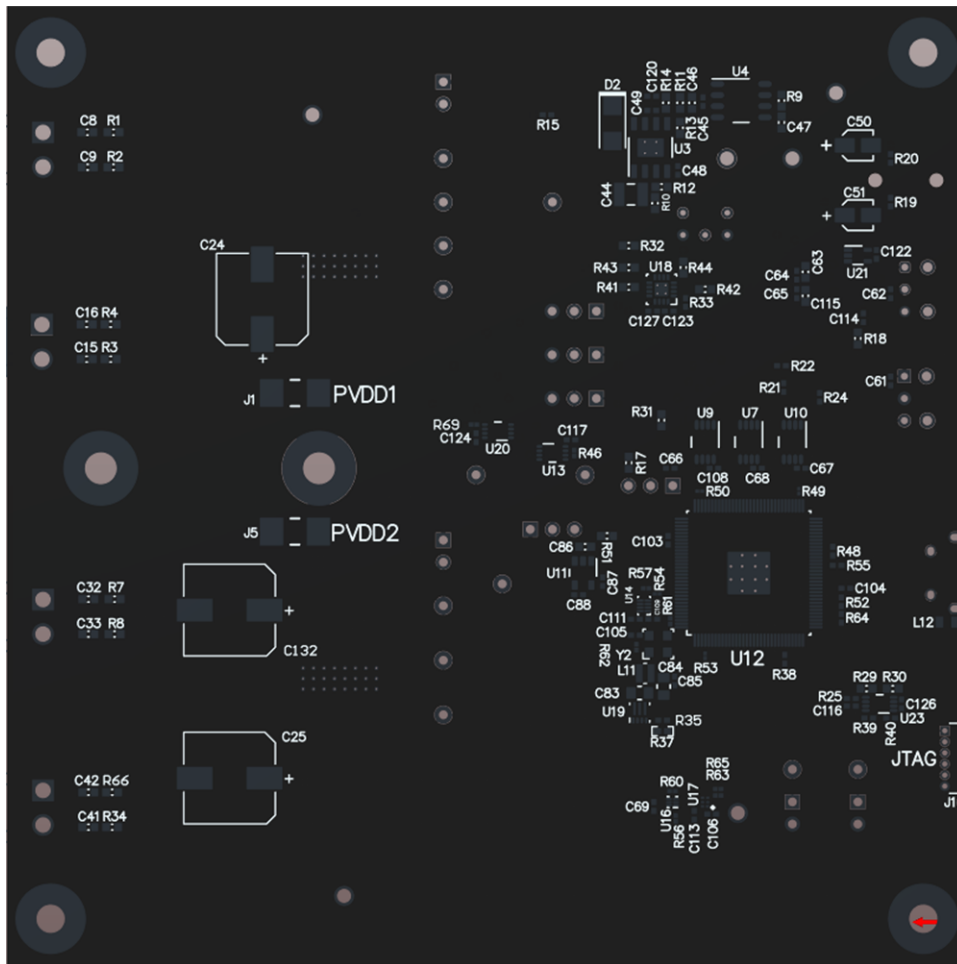 D2
C49
C120
R14
R11
C46
U4
R9
C47
C45
R13
R15
U3
C48
C50
+
R20
C8 R1
C9 R2
C44
R12
R10
C51
+
R19
C24
+
R32
R43
U18
R44
R41
R42
R33
C127 C123
C63
C64
C65
C115
U21
C122
C62
C114
R18
J1
PVDD1
C16 R4
C15 R3
R22
R21
R24
C61
R69
C124
U20
C117
U13
R46
R31
U9
U7
U10
R17
C66
C108
C68
C67
R50
R49
J5
PVDD2
C86
R51
C103
U11
C87
C88
R57
R54
U14
C109
R61
C111
C105
R62
Y2
L11
C84
C85
C83
U19
R35
R37
R53
U12
R38
R48
R55
C104
R52
R64
L12
C32 R7
C33 R8
+
C132
R29 R30
R25
C116
C126
U23
R39
R40
JTAG
J1
C25
+
C42 R66
C41 R34
R65
R63
R60
U17
C69
U16
R56
C113
C106